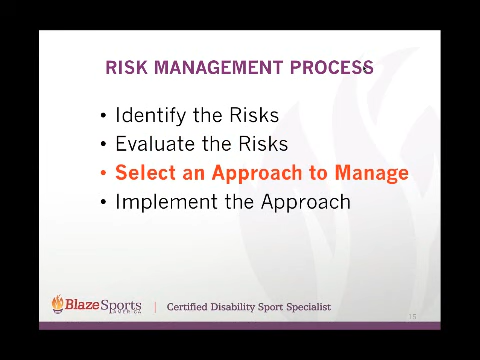 RISK MANAGEMENT PROCESS
• Identify the Risks
• Evaluate the Risks
• Select an Approach to Manage
• Implement the Approach
BlazeSports | Certified Disability Sport Specialist
AMERICA
15